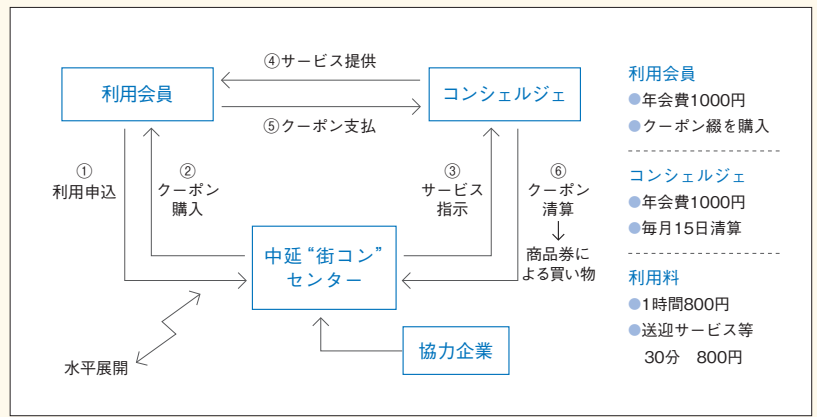 ④サービス提供
利用会員
コンシェルジェ
⑤クーポン支払
①
利用申込
②
クーポン
購入
③
サービス
指示
⑥
クーポン
清算
商品券に
よる買い物
中延“街コン”
センター
協力企業
水平展開
利用会員
●年会費1000円
●クーポン綴を購入
コンシェルジェ
●年会費1000円
●毎月15日清算
利用料
●1時間800円
●送迎サービス等
30分　800円